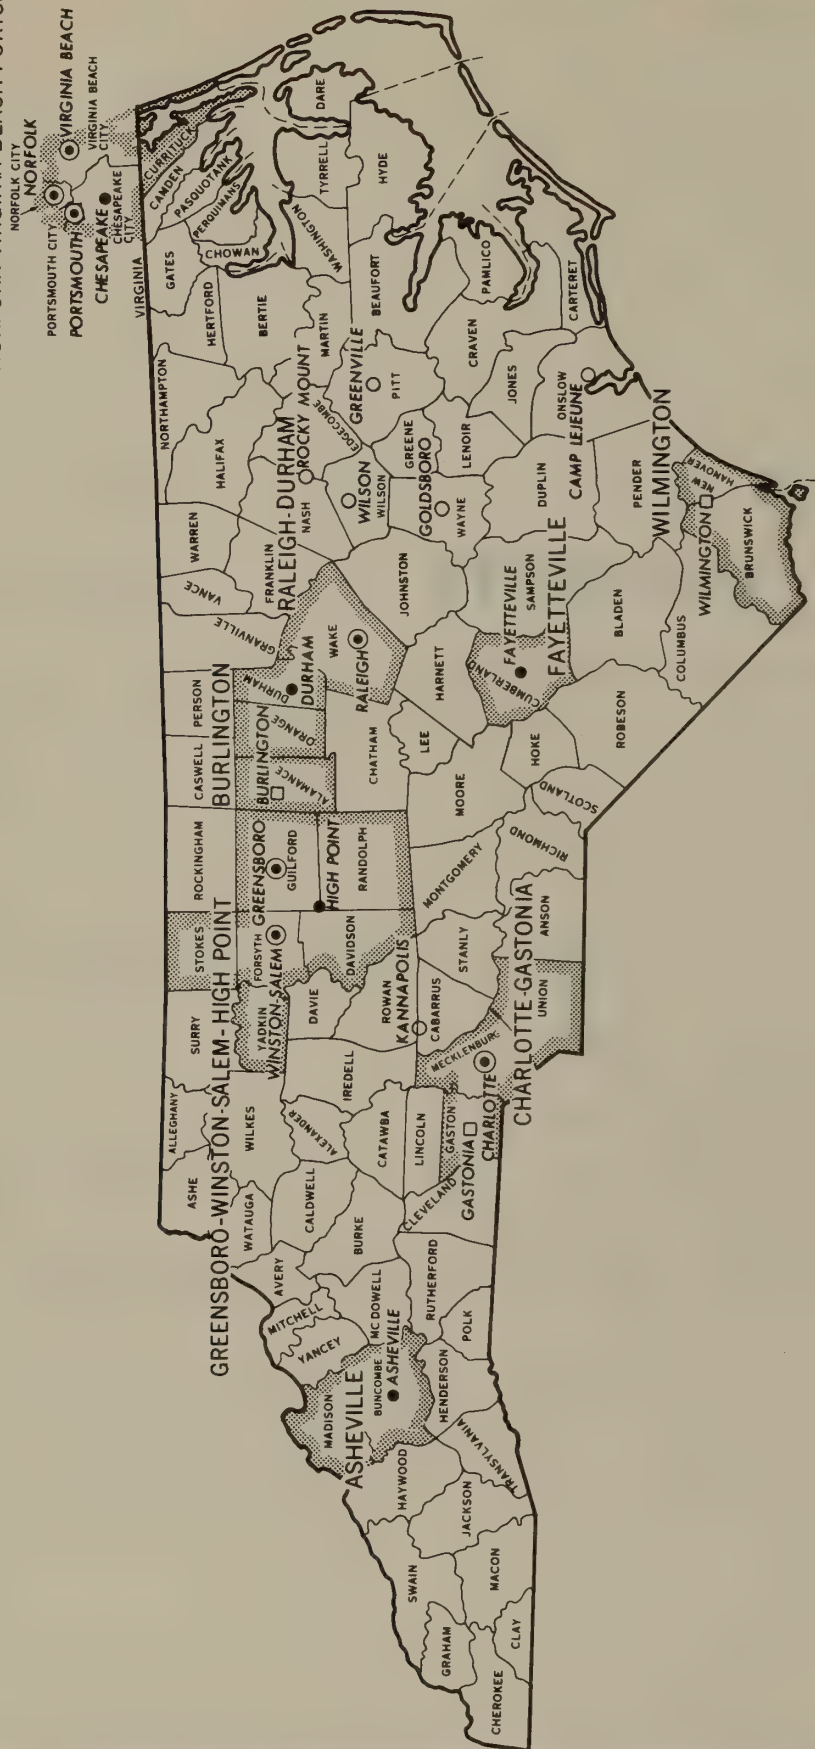 NORFOLK CITY
NORFOLK
VIRGINIA BEACH
PORTSMOUTH CITY
PORTSMOUTH
VIRGINIA BEACH
CITY
CHESAPEAKE
CHESAPEAKE
CITY
VIRGINIA
ALLEGHANY
ASHE
SURRY
STOKES
ROCKINGHAM
CASWELL
PERSON
GRANVILLE
VANCE
WARREN
NORTHAMPTON
GATES
CURRITUCK
CAMDEN
PASQUOTANK
PERQUIMANS
CHOWAN
HERTFORD
HALIFAX
BERTIE
GREENSBORO-WINSTON-SALEM-HIGH POINT
BURLINGTON
WATAUGA
WILKES
YADKIN
FORSYTH
WINSTON-SALEM
GREENSBORO
GUILFORD
BURLINGTON
ALAMANCE
ORANGE
DURHAM
DURHAM
FRANKLIN
RALEIGH-DURHAM
NASH
ROCKY MOUNT
EDGECOMBE
MARTIN
WASHINGTON
TYRRELL
DARE
AVERY
MITCHELL
YANCEY
CALDWELL
ALEXANDER
IREDELL
DAVIE
DAVIDSON
HIGH POINT
RANDOLPH
CHATHAM
WAKE
RALEIGH
JOHNSTON
WILSON
WILSON
GREENVILLE
PITT
BEAUFORT
HYDE
MADISON
ASHEVILLE
BUNCOMBE
ASHEVILLE
MC DOWELL
BURKE
CATAWBA
LINCOLN
ROWAN
KANNAPOLIS
CABARRUS
STANLY
MONTGOMERY
MOORE
LEE
HARNETT
GOLDSBORO
WAYNE
GREENE
LENOIR
CRAVEN
PAMLICO
HAYWOOD
SWAIN
GRAHAM
CHEROKEE
CLAY
MACON
JACKSON
TRANSYLVANIA
HENDERSON
POLK
RUTHERFORD
CLEVELAND
GASTON
GASTONIA
MECKLENBURG
CHARLOTTE
CHARLOTTE-GASTONIA
UNION
ANSON
RICHMOND
SCOTLAND
HOKE
CUMBERLAND
FAYETTEVILLE
FAYETTEVILLE
SAMPSON
DUPLIN
JONES
ONSLOW
CAMP LEJEUNE
CARTERET
ROBESON
BLADEN
PENDER
WILMINGTON
COLUMBUS
WILMINGTON
NEW
HANOVER
BRUNSWICK